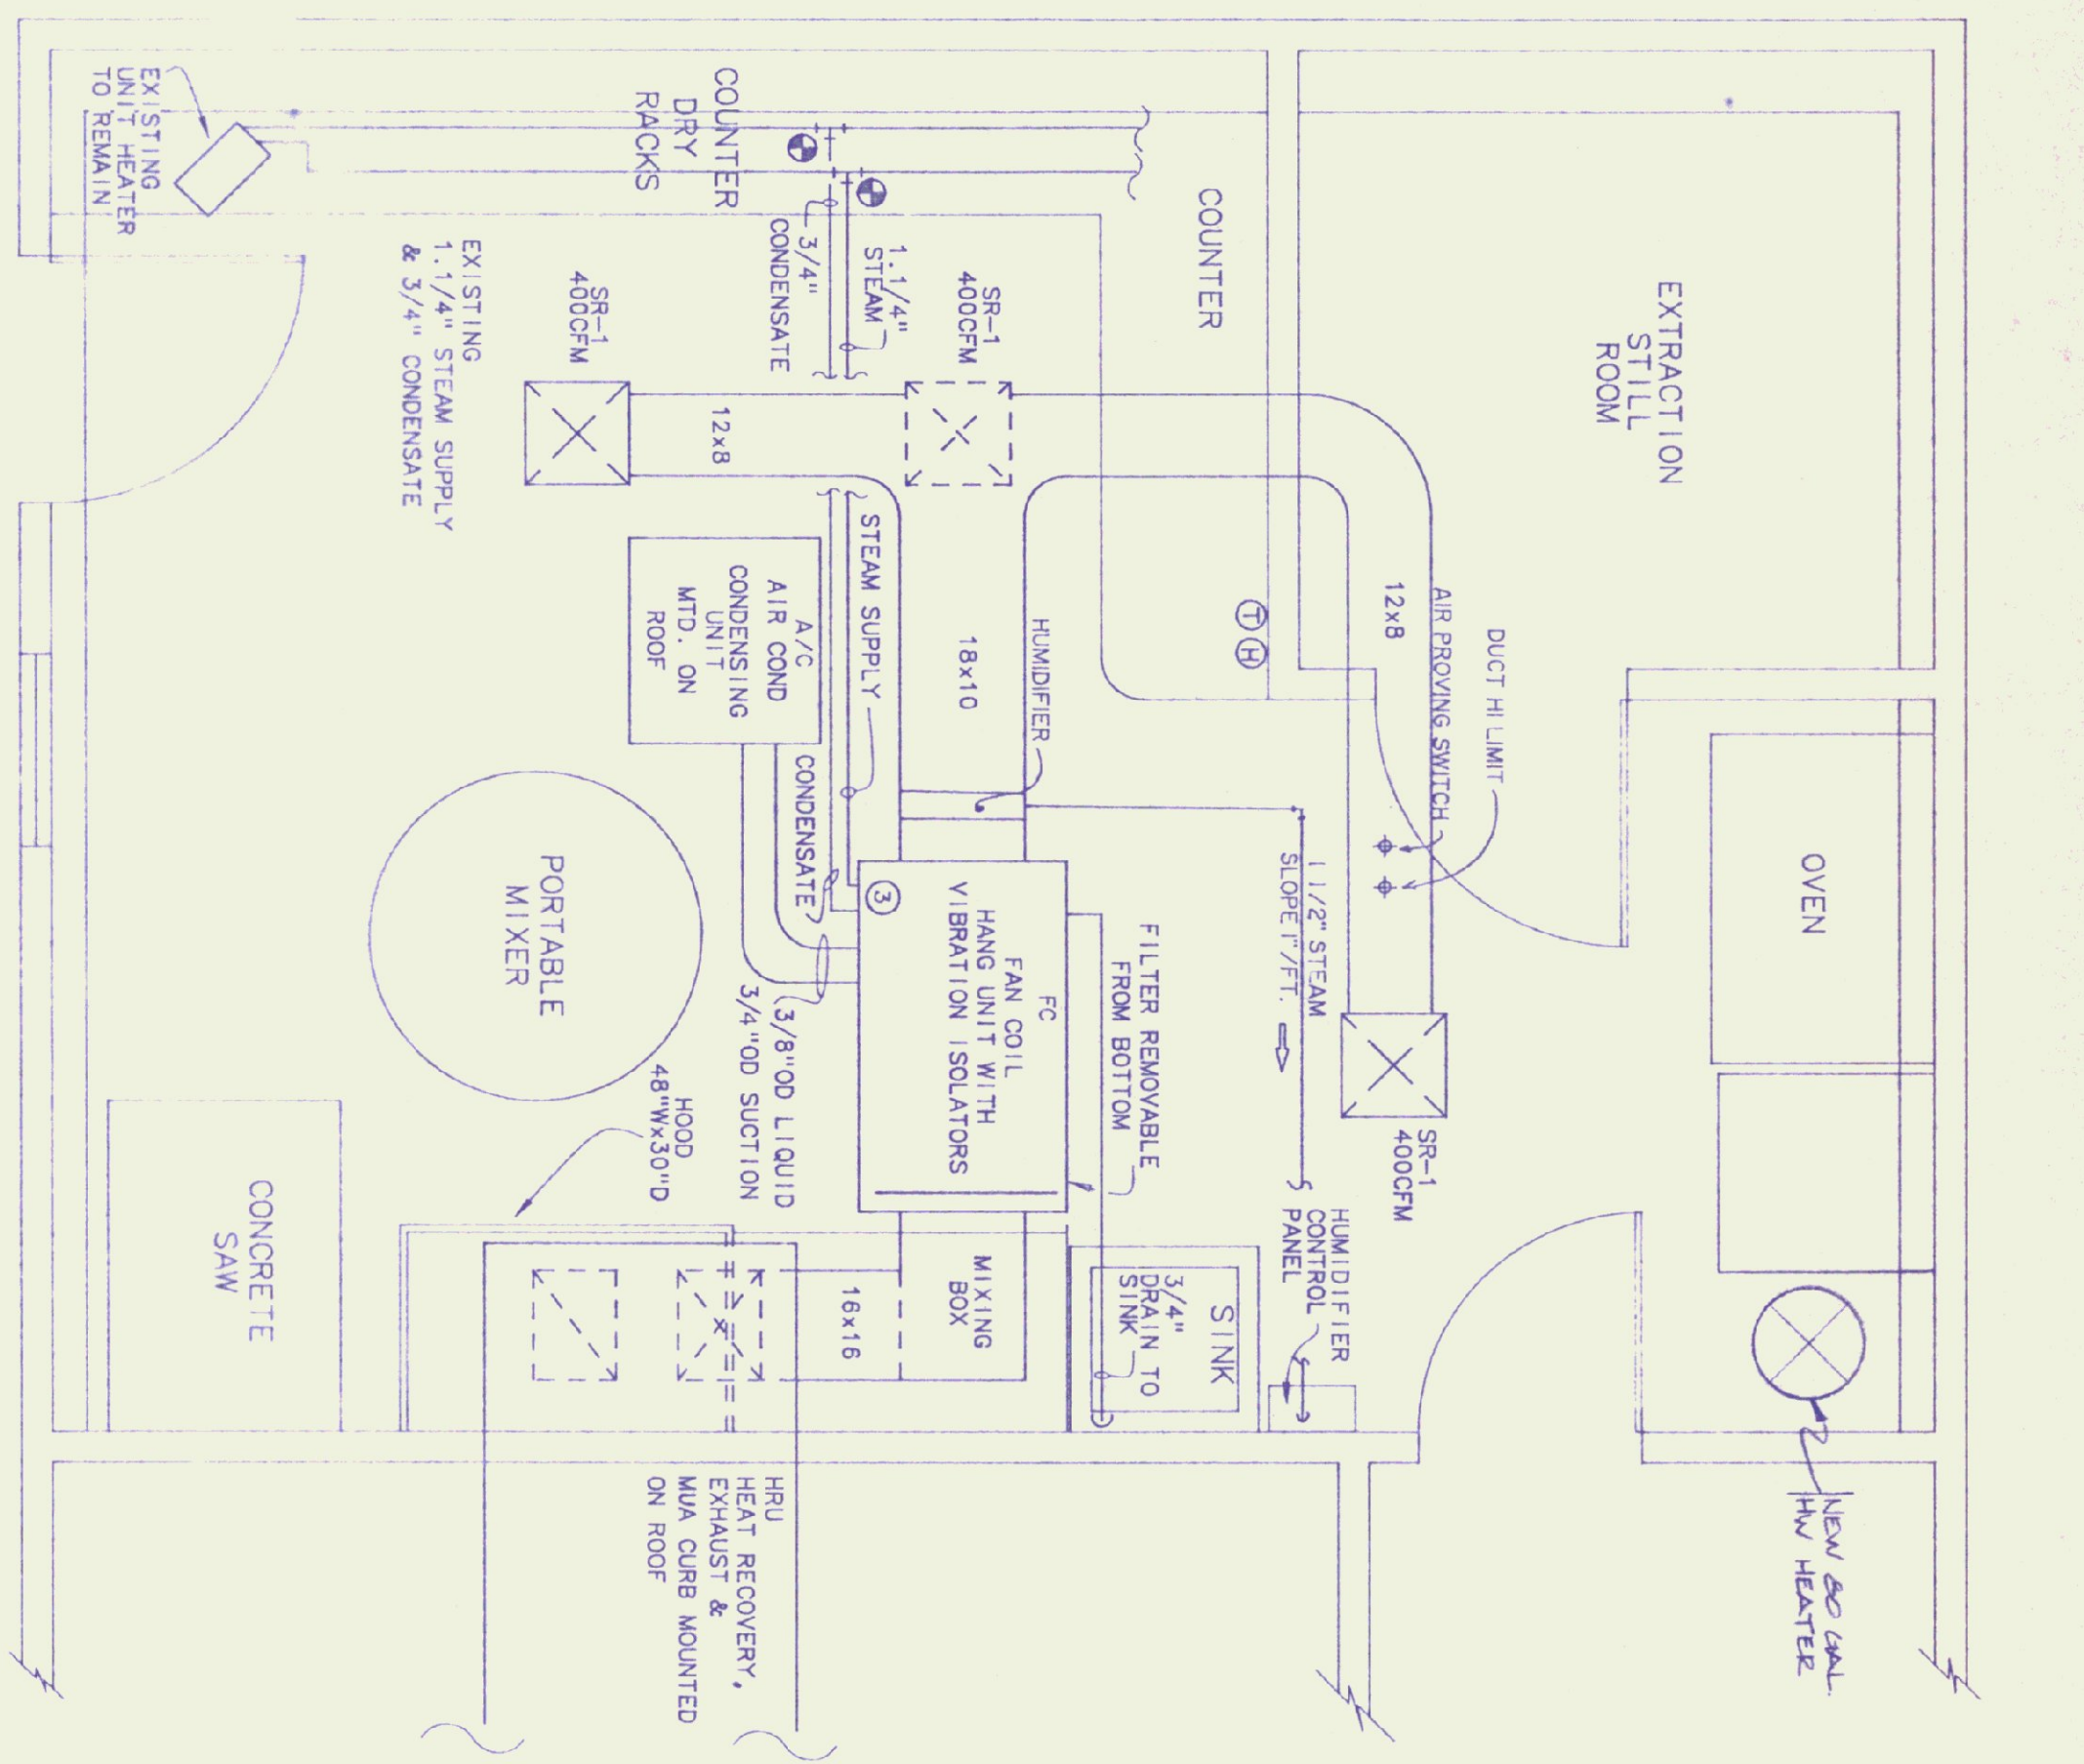 EXTRACTION
STILL
ROOM
OVEN
NEW 80 GAL.
HW HEATER
DUCT HI LIMIT
AIR PROVING SWITCH
12x8
SR-1
400CFM
COUNTER
T
H
1 1/2" STEAM
SLOPE 1"/FT.
HUMIDIFIER
CONTROL
PANEL
SINK
3/4"
DRAIN TO
SINK
FILTER REMOVABLE
FROM BOTTOM
HUMIDIFIER
18x10
SR-1
400CFM
FC
FAN COIL
HANG UNIT WITH
VIBRATION ISOLATORS
3
MIXING
BOX
16x16
1.1/4"
STEAM
3/4"
CONDENSATE
STEAM SUPPLY
CONDENSATE
COUNTER
DRY
RACKS
12x8
A/C
AIR COND
CONDENSING
UNIT
MTD. ON
ROOF
3/8"OD LIQUID
3/4"OD SUCTION
HRU
HEAT RECOVERY,
EXHAUST &
MUA CURB MOUNTED
ON ROOF
HOOD
48"Wx30"D
SR-1
400CFM
PORTABLE
MIXER
EXISTING
1.1/4" STEAM SUPPLY
& 3/4" CONDENSATE
CONCRETE
SAW
EXISTING
UNIT HEATER
TO REMAIN